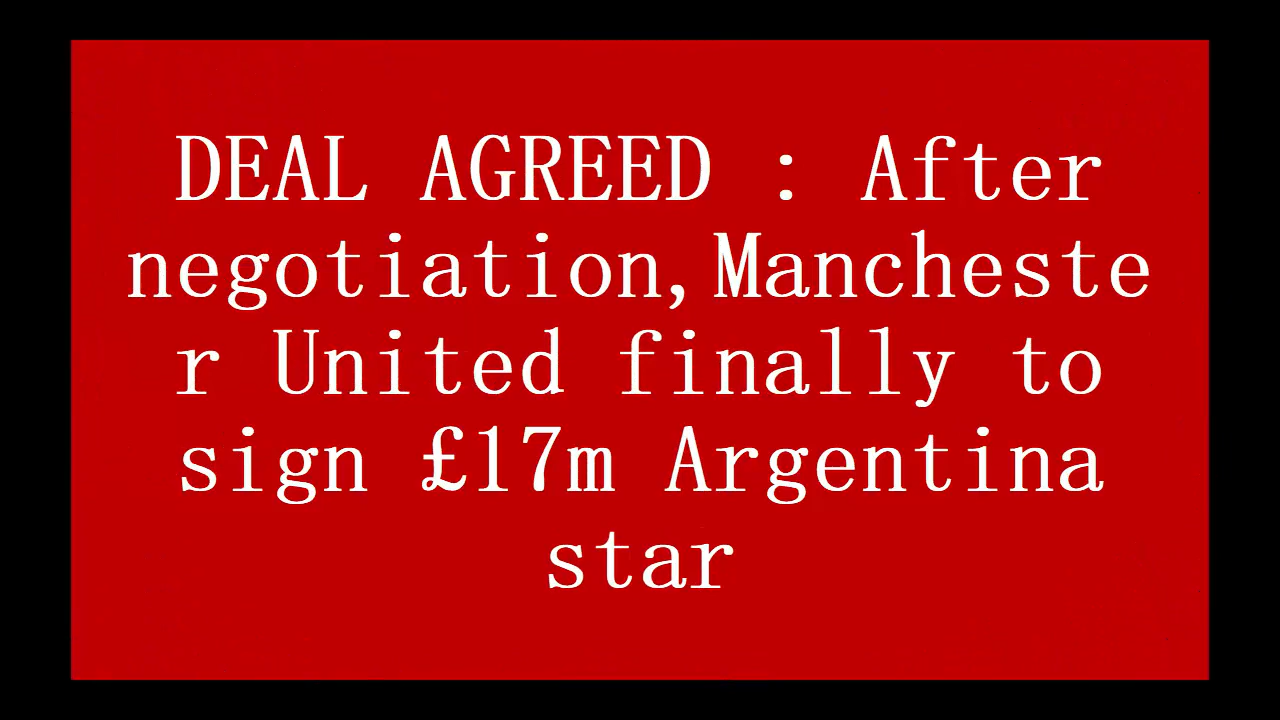 DEAL AGREED : After
negotiation,Mancheste
r United finally to
sign £17m Argentina
star